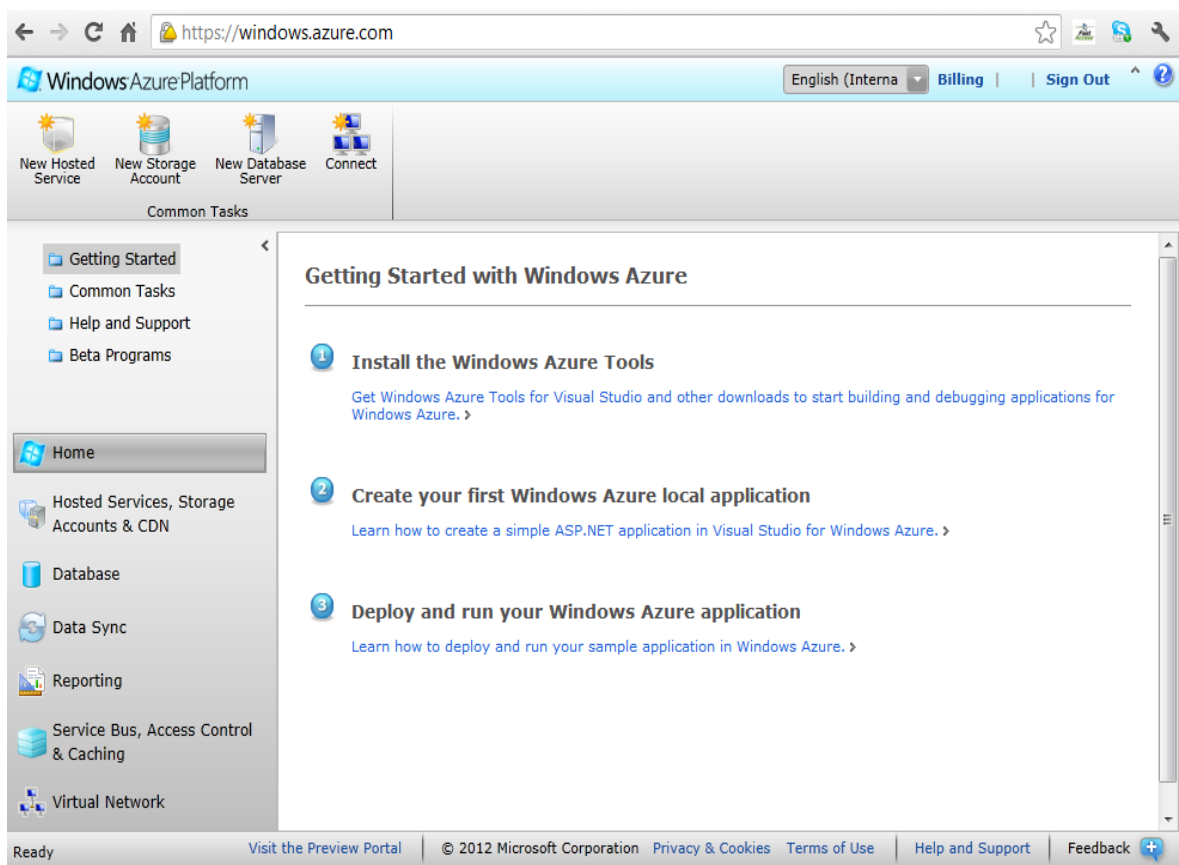 https://windows.azure.com
Windows Azure Platform
English (Interna
Billing |
| Sign Out
New Hosted
Service
New Storage
Account
New Database
Server
Connect
Common Tasks
Getting Started
Common Tasks
Help and Support
Beta Programs
Home
Hosted Services, Storage
Accounts & CDN
Database
Data Sync
Reporting
Service Bus, Access Control
& Caching
Virtual Network
Getting Started with Windows Azure
1
Install the Windows Azure Tools
Get Windows Azure Tools for Visual Studio and other downloads to start building and debugging applications for
Windows Azure.
2
Create your first Windows Azure local application
Learn how to create a simple ASP.NET application in Visual Studio for Windows Azure.
3
Deploy and run your Windows Azure application
Learn how to deploy and run your sample application in Windows Azure.
Ready
Visit the Preview Portal
© 2012 Microsoft Corporation
Privacy & Cookies
Terms of Use
Help and Support
Feedback